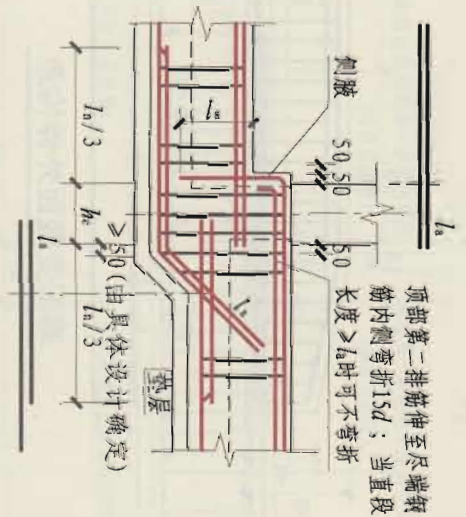 顶部第二排筋伸至尽端钢
筋内侧弯折15d；当直段
长度≥la时可不弯折
la
侧腋
50
50
50
la
la
垫层
ln/3
hc
ln/3
≥50(由具体设计确定)
la